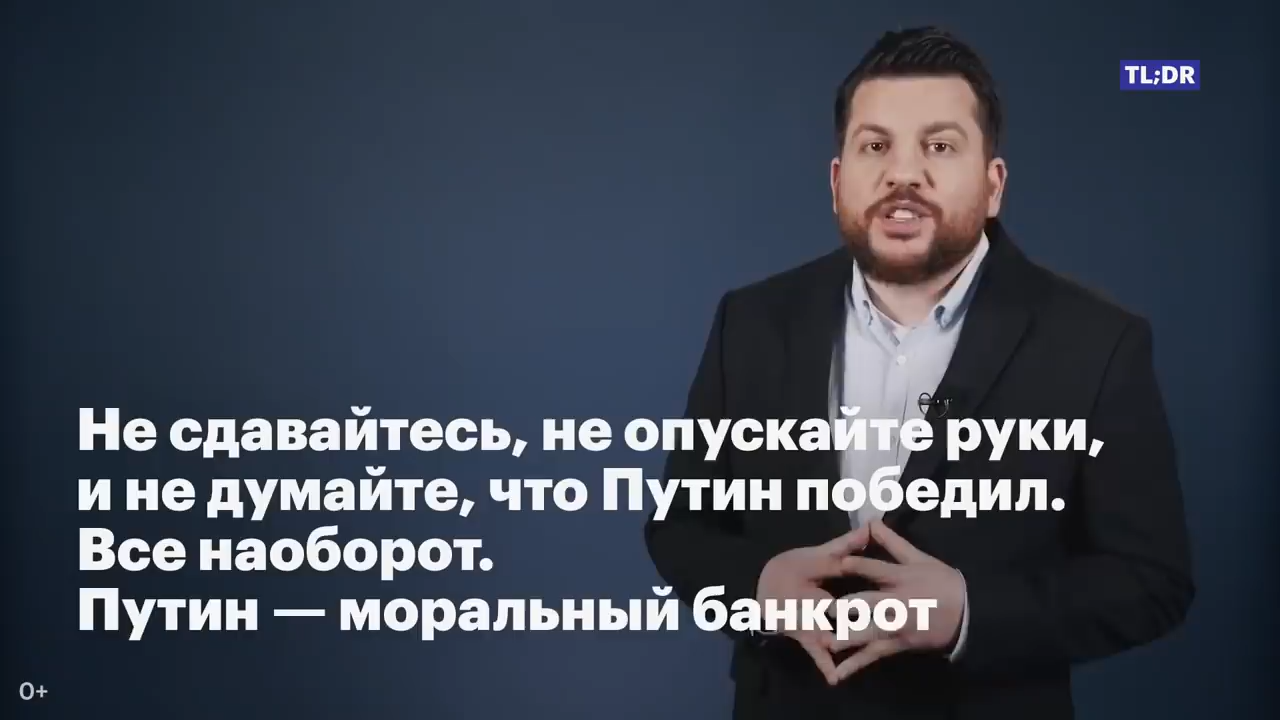 TL;DR
Не сдавайтесь, не опускайте руки,
и не думайте, что Путин победил.
Все наоборот.
Путин — моральный банкрот
0+